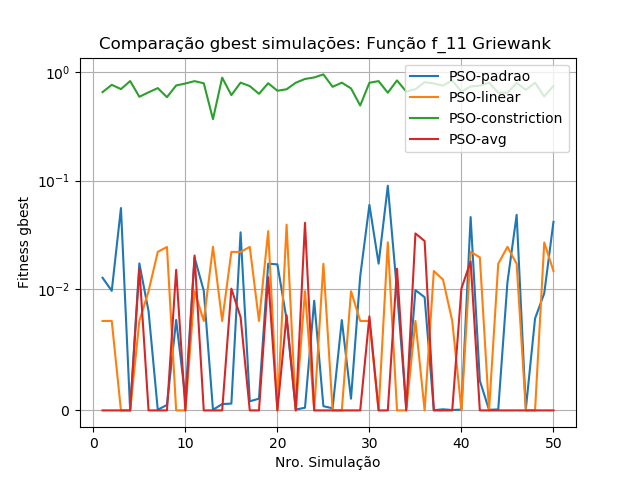 Comparação gbest simulações: Função f_11 Griewank
Fitness gbest
10⁰
10⁻¹
10⁻²
0
PSO-padrao
PSO-linear
PSO-constriction
PSO-avg
0 10 20 30 40 50
Nro. Simulação